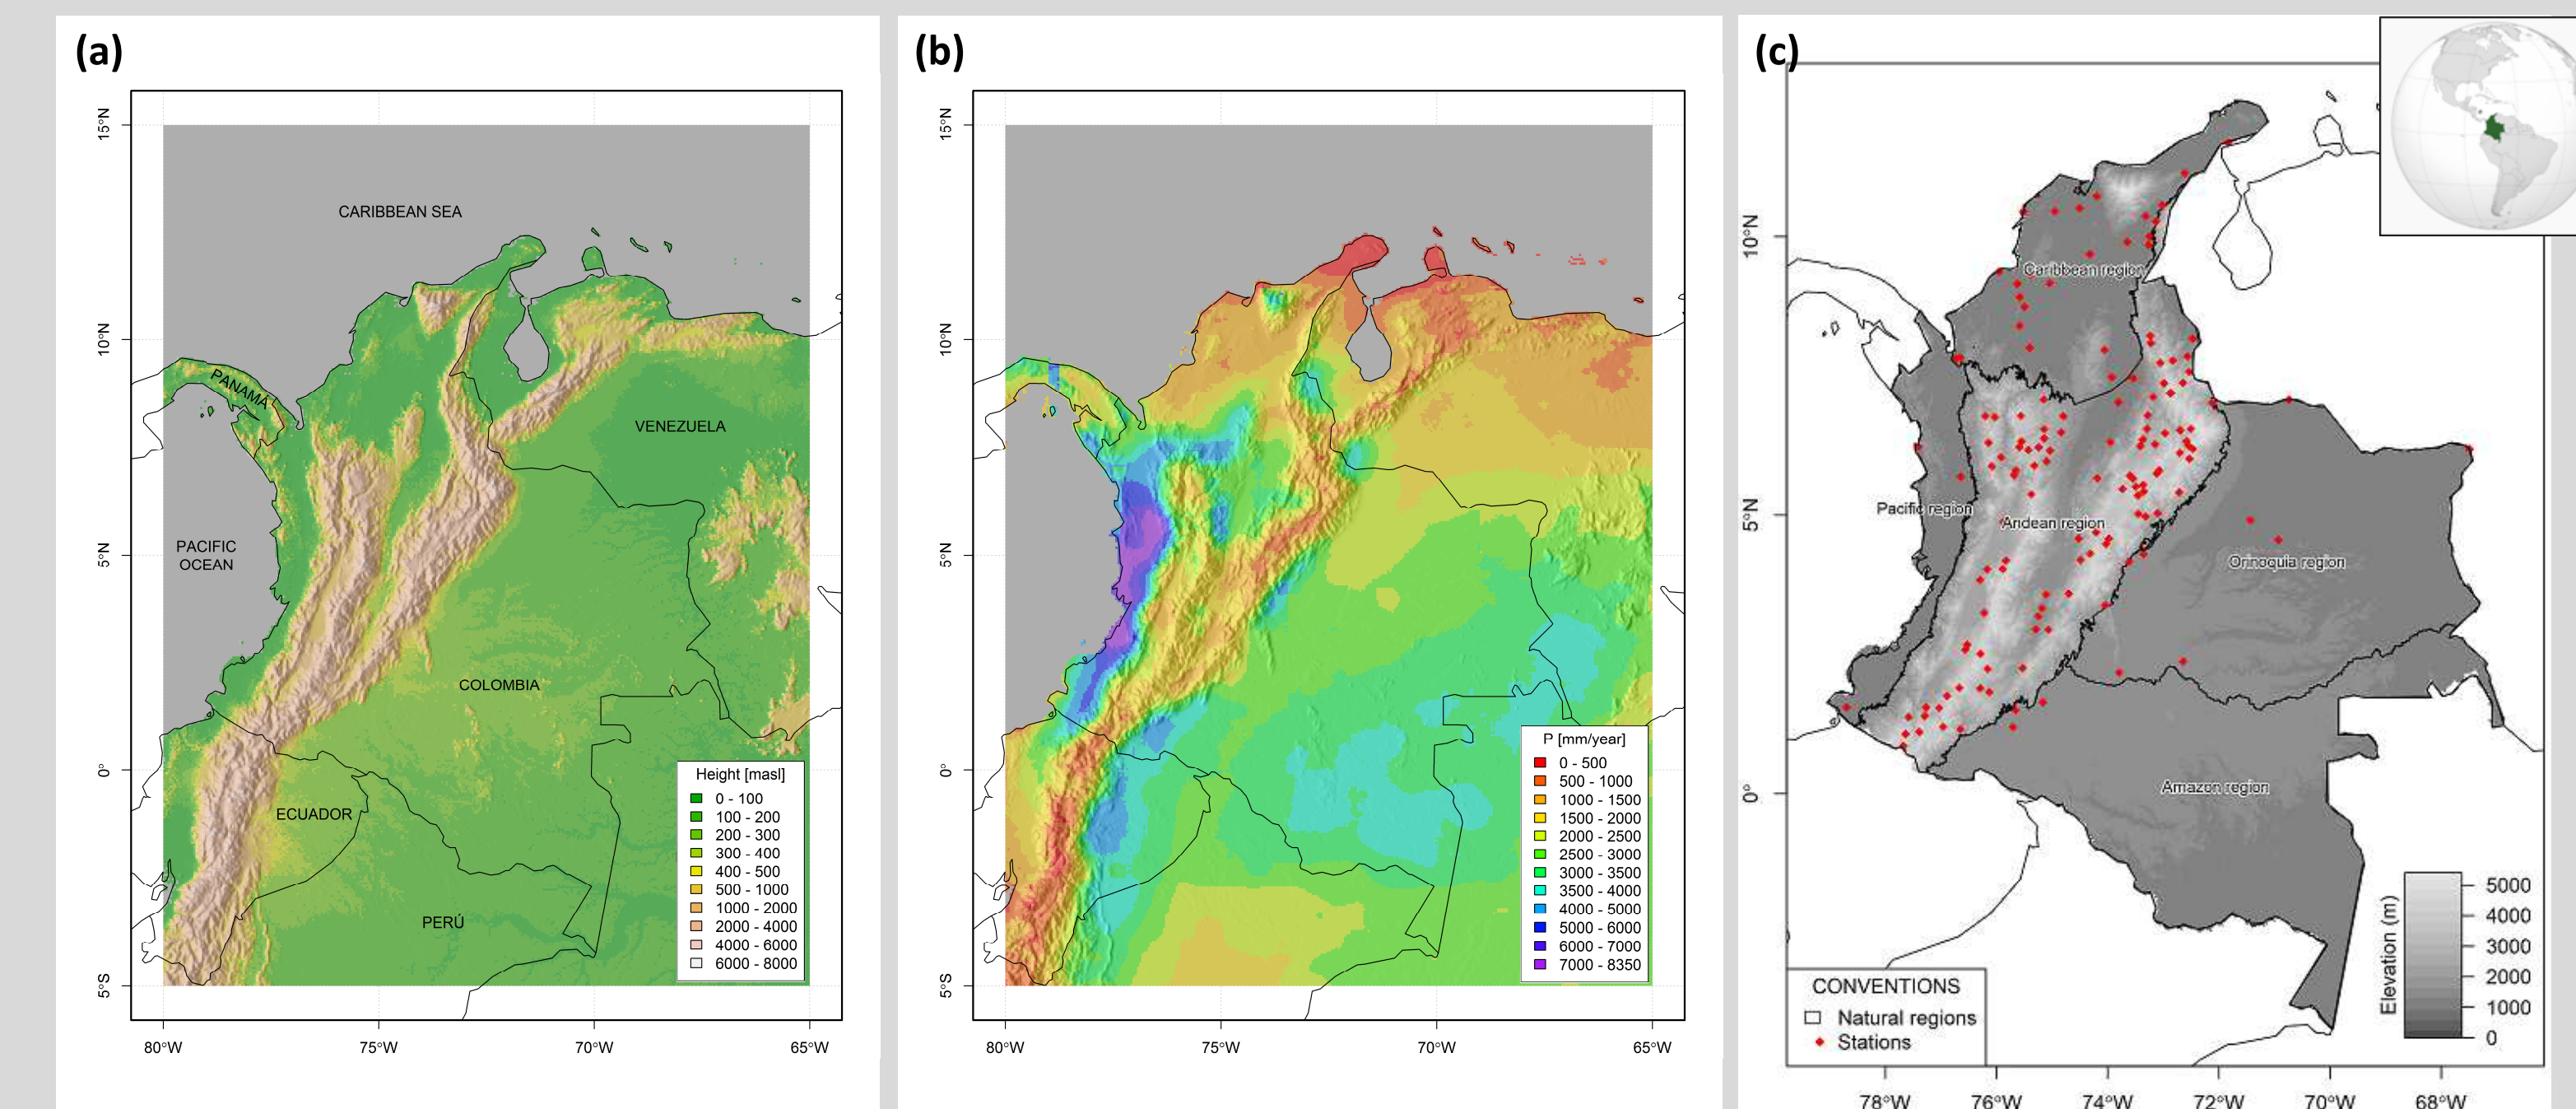 (a)
15°N
10°N
5°N
0°
5°S
80°W
75°W
70°W
65°W
CARIBBEAN SEA
PANAMÁ
VENEZUELA
PACIFIC
OCEAN
COLOMBIA
ECUADOR
PERÚ
Height [masl]
0 - 100
100 - 200
200 - 300
300 - 400
400 - 500
500 - 1000
1000 - 2000
2000 - 4000
4000 - 6000
6000 - 8000
(b)
15°N
10°N
5°N
0°
5°S
80°W
75°W
70°W
65°W
P [mm/year]
0 - 500
500 - 1000
1000 - 1500
1500 - 2000
2000 - 2500
2500 - 3000
3000 - 3500
3500 - 4000
4000 - 5000
5000 - 6000
6000 - 7000
7000 - 8350
(c)
10°N
5°N
0°
Caribbean region
Pacific region
Andean region
Orinoquia region
Amazon region
Elevation (m)
5000
4000
3000
2000
1000
0
CONVENTIONS
Natural regions
Stations
78°W
76°W
74°W
72°W
70°W
68°W